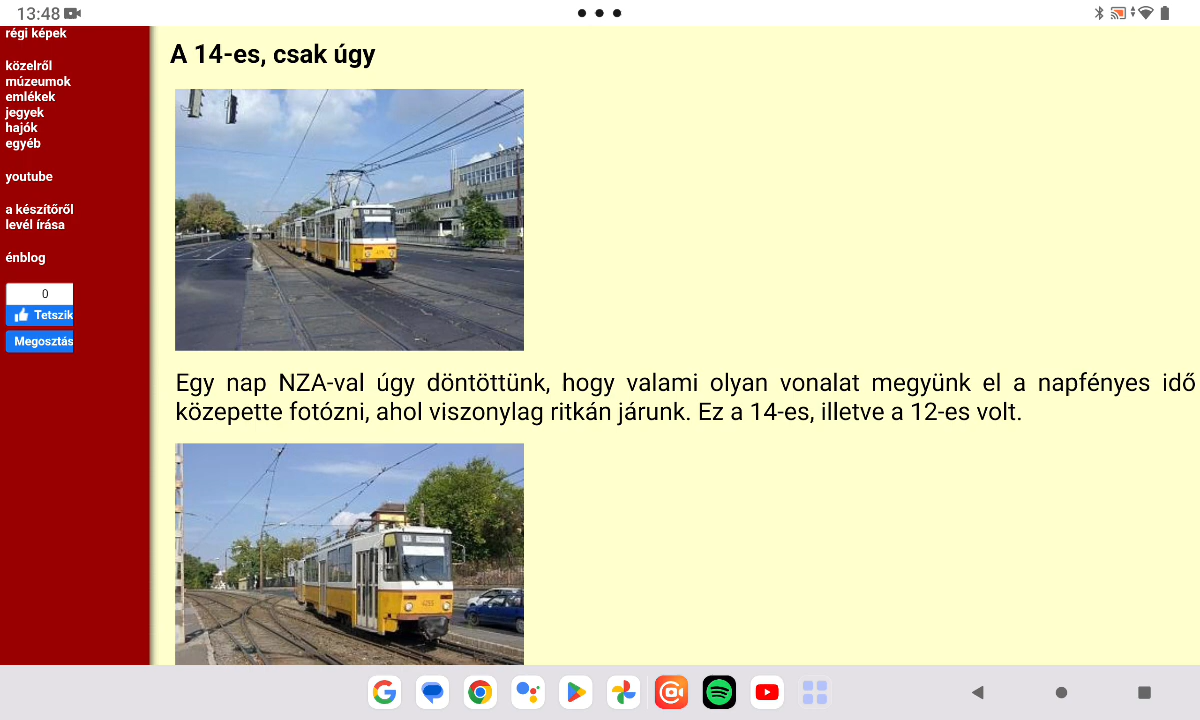 13:48
régi képek
közelről
múzeumok
emlékek
jegyek
hajók
egyéb
youtube
a készítőről
levél írása
énblog
0
Tetszik
Megosztás
A 14-es, csak úgy
Egy nap NZA-val úgy döntöttünk, hogy valami olyan vonalat megyünk el a napfényes idő
közepette fotózni, ahol viszonylag ritkán járunk. Ez a 14-es, illetve a 12-es volt.